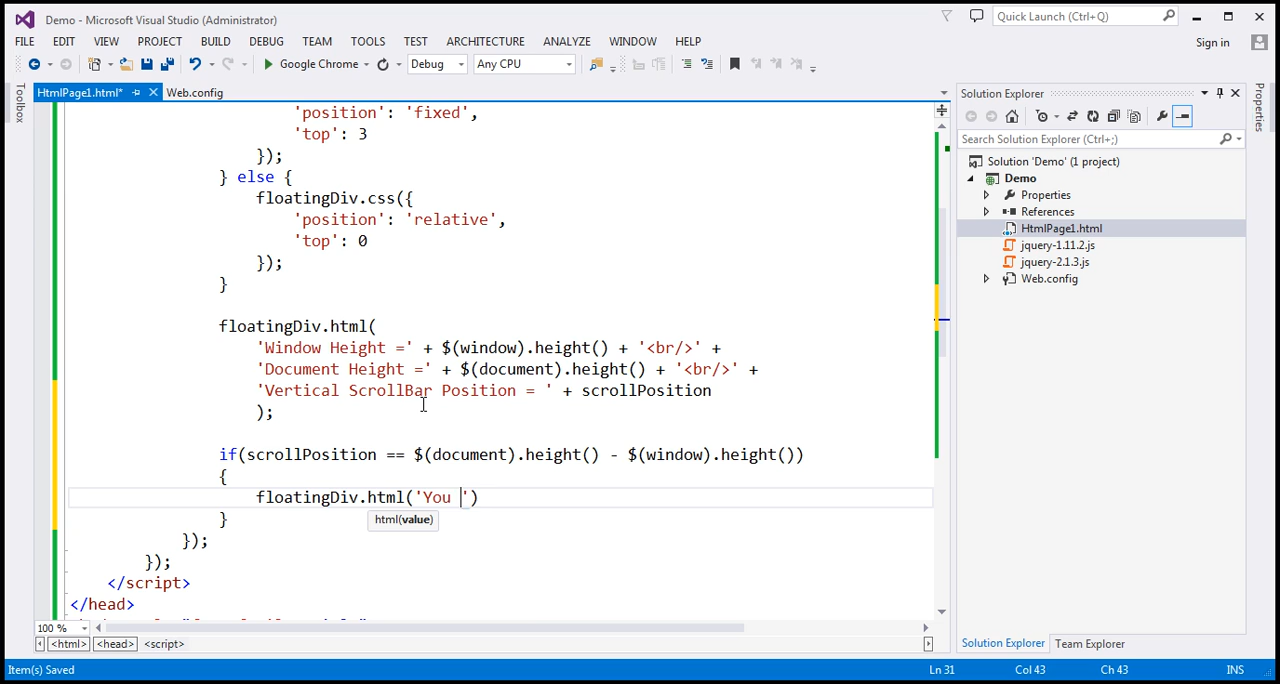 Demo - Microsoft Visual Studio (Administrator)
Quick Launch (Ctrl+Q)
FILE EDIT VIEW PROJECT BUILD DEBUG TEAM TOOLS TEST ARCHITECTURE ANALYZE WINDOW HELP
Sign in
Google Chrome Debug Any CPU
Toolbox
HtmlPage1.html* Web.config
'position': 'fixed',
'top': 3
});
} else {
floatingDiv.css({
'position': 'relative',
'top': 0
});
}
floatingDiv.html(
'Window Height =' + $(window).height() + '<br/>' +
'Document Height =' + $(document).height() + '<br/>' +
'Vertical ScrollBar Position = ' + scrollPosition
);
if(scrollPosition == $(document).height() - $(window).height())
{
floatingDiv.html('You ')
html(value)
}
});
});
</script>
</head>
100 %
<html> <head> <script>
Solution Explorer
Search Solution Explorer (Ctrl+;)
Solution 'Demo' (1 project)
Demo
Properties
References
HtmlPage1.html
jquery-1.11.2.js
jquery-2.1.3.js
Web.config
Solution Explorer Team Explorer
Properties
Item(s) Saved Ln 31 Col 43 Ch 43 INS